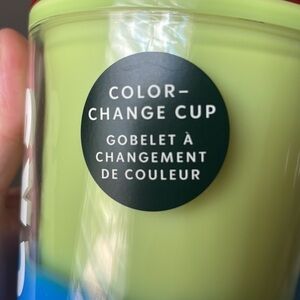 COLOR–
CHANGE CUP
GOBELET À
CHANGEMENT
DE COULEUR